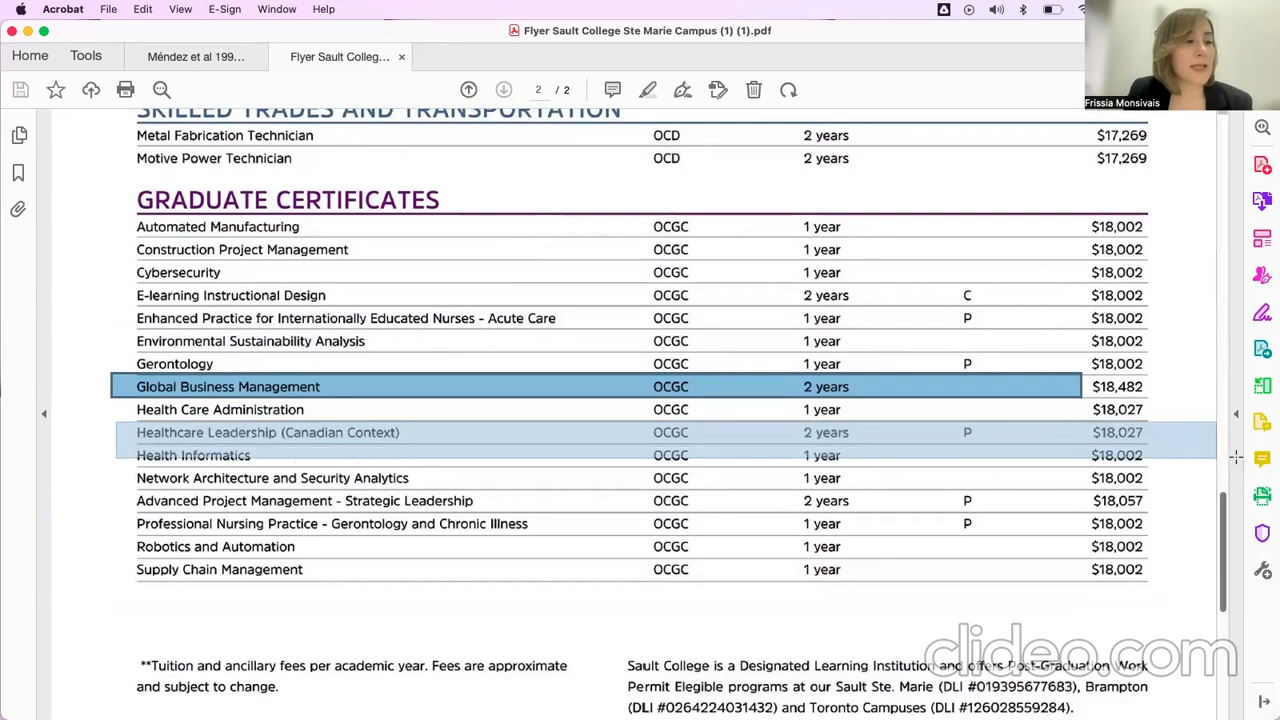 Acrobat File Edit View E-Sign Window Help
Flyer Sault College Ste Marie Campus (1) (1).pdf
Home Tools Méndez et al 199... Flyer Sault Colleg... ×
2 / 2
Frissia Monsivais
SKILLED TRADES AND TRANSPORTATION
Metal Fabrication Technician OCD 2 years $17,269
Motive Power Technician OCD 2 years $17,269
GRADUATE CERTIFICATES
Automated Manufacturing OCGC 1 year $18,002
Construction Project Management OCGC 1 year $18,002
Cybersecurity OCGC 1 year $18,002
E-learning Instructional Design OCGC 2 years C $18,002
Enhanced Practice for Internationally Educated Nurses - Acute Care OCGC 1 year P $18,002
Environmental Sustainability Analysis OCGC 1 year $18,002
Gerontology OCGC 1 year P $18,002
Global Business Management OCGC 2 years $18,482
Health Care Administration OCGC 1 year $18,027
Healthcare Leadership (Canadian Context) OCGC 2 years P $18,027
Health Informatics OCGC 1 year $18,002
Network Architecture and Security Analytics OCGC 1 year $18,002
Advanced Project Management - Strategic Leadership OCGC 2 years P $18,057
Professional Nursing Practice - Gerontology and Chronic Illness OCGC 1 year P $18,002
Robotics and Automation OCGC 1 year $18,002
Supply Chain Management OCGC 1 year $18,002
**Tuition and ancillary fees per academic year. Fees are approximate
and subject to change.
Sault College is a Designated Learning Institution and offers Post-Graduation Work
Permit Elegible programs at our Sault Ste. Marie (DLI #019395677683), Brampton
(DLI #0264224031432) and Toronto Campuses (DLI #126028559284).
clideo.com